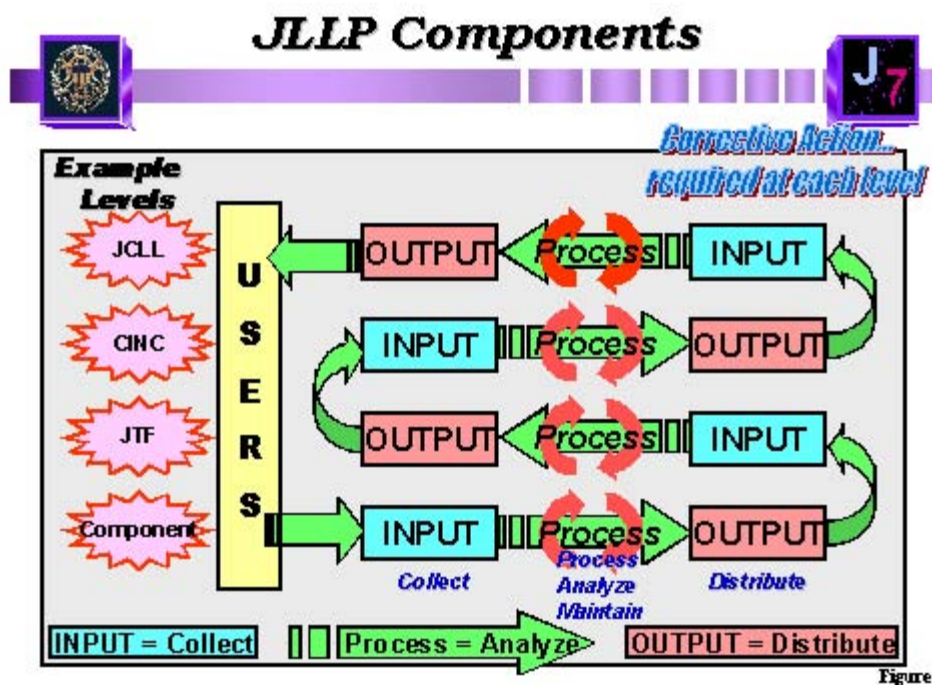 JLLP Components
J7
Corrective Action...
required at each level
Example
Levels
USERS
JCLL
OUTPUT
Process
INPUT
CINC
INPUT
Process
OUTPUT
JTF
OUTPUT
Process
INPUT
Component
INPUT
Process
OUTPUT
Collect
Process
Analyze
Maintain
Distribute
INPUT = Collect
Process = Analyze
OUTPUT = Distribute
Figure